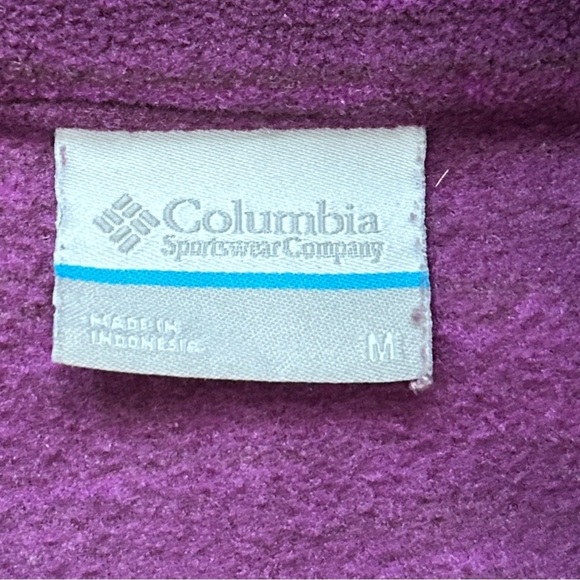 Columbia
Sportswear Company
MADE IN
INDONESIA
M